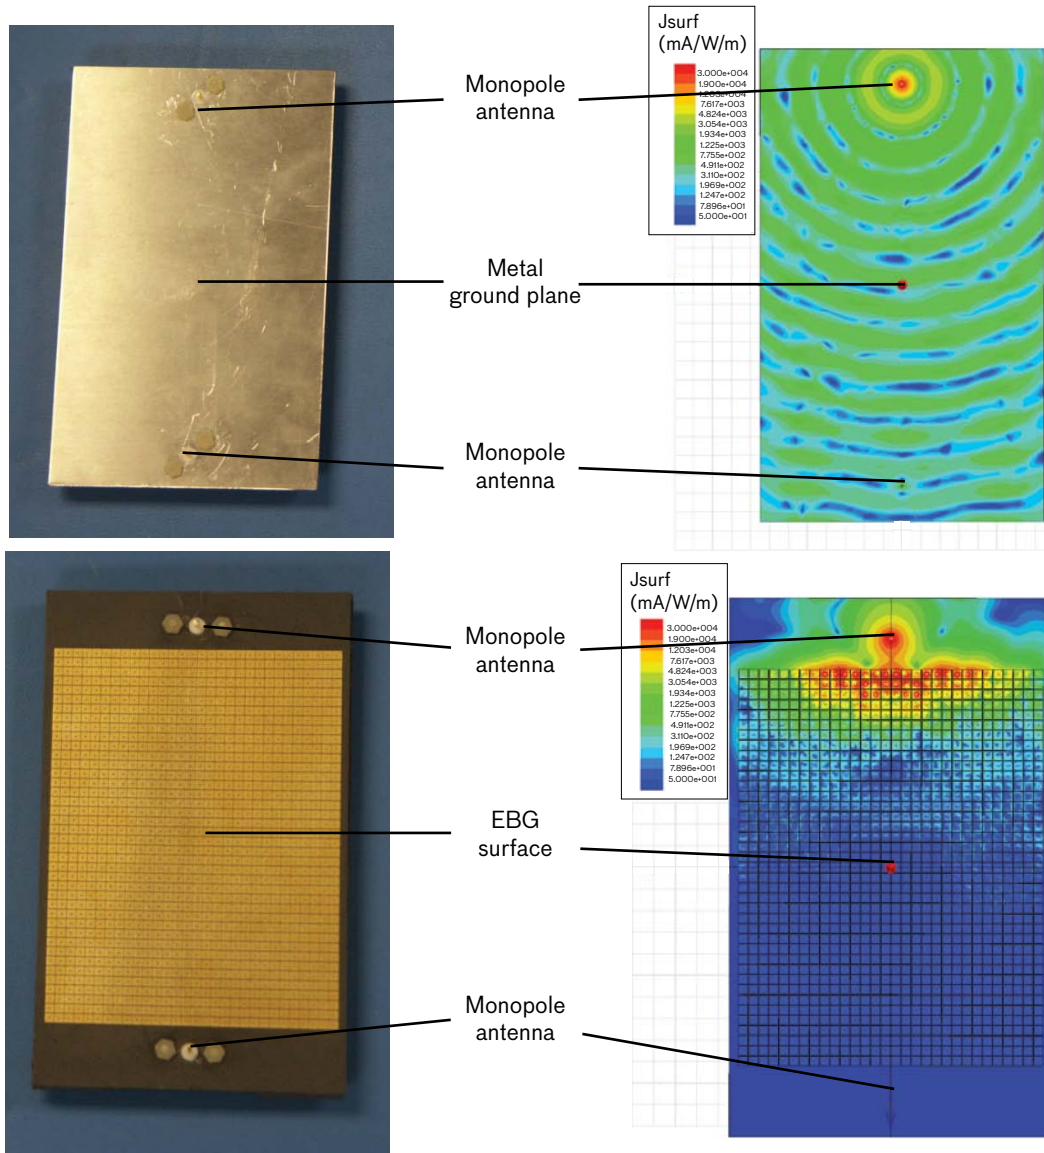 Jsurf
(mA/W/m)
3.000e+004
1.900e+004
1.203e+004
7.617e+003
4.824e+003
3.054e+003
1.934e+003
1.225e+003
7.755e+002
4.911e+002
3.110e+002
1.969e+002
1.247e+002
7.896e+001
5.000e+001
Monopole
antenna
Metal
ground plane
Monopole
antenna
Jsurf
(mA/W/m)
3.000e+004
1.900e+004
1.203e+004
7.617e+003
4.824e+003
3.054e+003
1.934e+003
1.225e+003
7.755e+002
4.911e+002
3.110e+002
1.969e+002
1.247e+002
7.896e+001
5.000e+001
Monopole
antenna
EBG
surface
Monopole
antenna